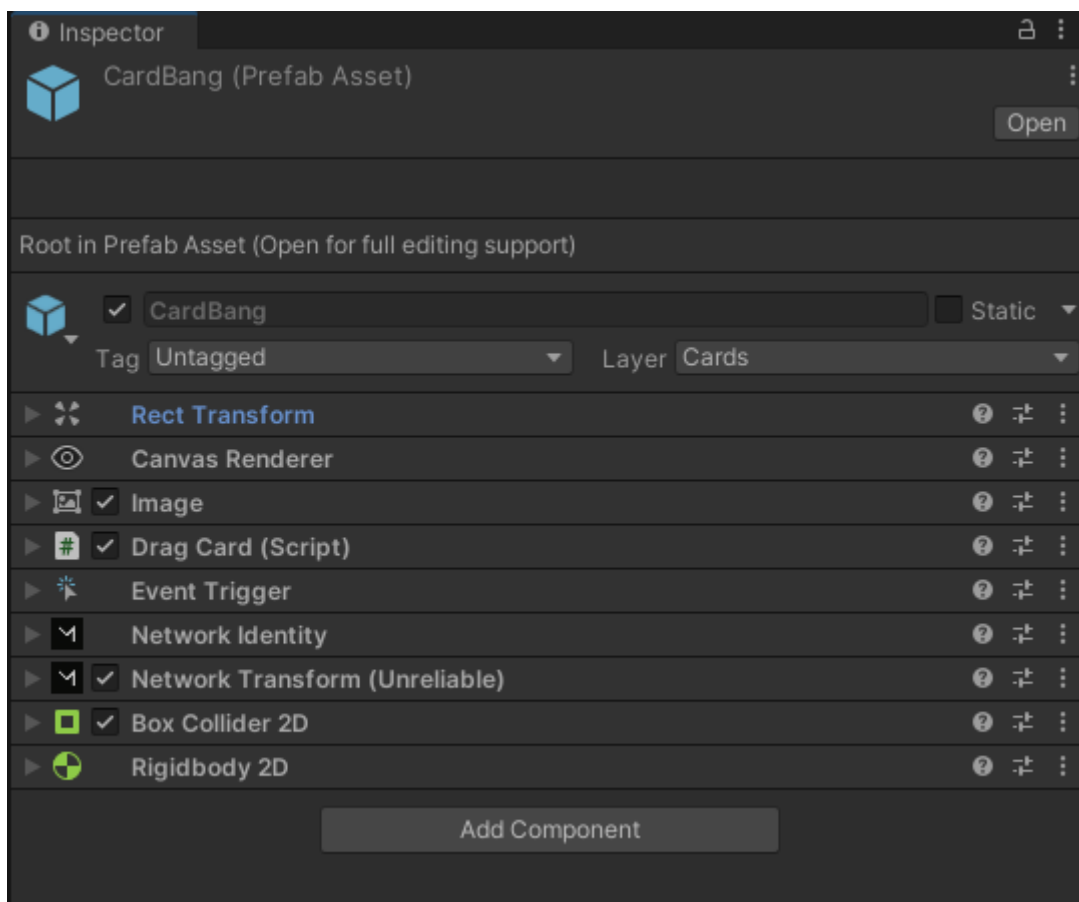 Inspector
CardBang (Prefab Asset)
Open
Root in Prefab Asset (Open for full editing support)
CardBang Static
Tag Untagged Layer Cards
Rect Transform
Canvas Renderer
Image
Drag Card (Script)
Event Trigger
Network Identity
Network Transform (Unreliable)
Box Collider 2D
Rigidbody 2D
Add Component